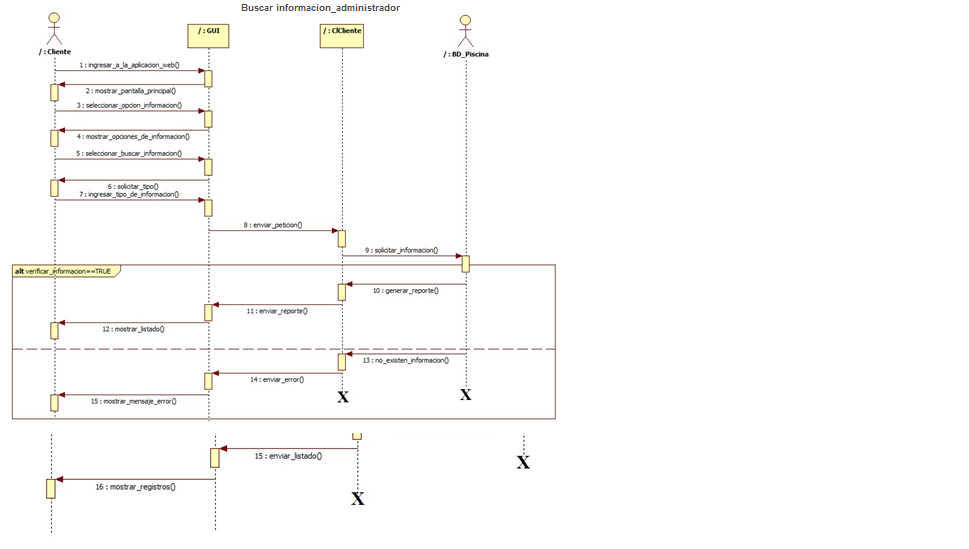 Buscar informacion_administrador
/ : Cliente
/ : GUI
/ : ClCliente
/ : BD_Piscina
1 : ingresar_a_la_aplicacion_web()
2 : mostrar_pantalla_principal()
3 : seleccionar_opcion_informacion()
4 : mostrar_opciones_de_informacion()
5 : seleccionar_buscar_informacion()
6 : solicitar_tipo()
7 : ingresar_tipo_de_informacion()
8 : enviar_peticion()
9 : solicitar_informacion()
alt verificar_informacion==TRUE
10 : generar_reporte()
11 : enviar_reporte()
12 : mostrar_listado()
13 : no_existen_informacion()
14 : enviar_error()
X
X
15 : mostrar_mensaje_error()
15 : enviar_listado()
X
16 : mostrar_registros()
X